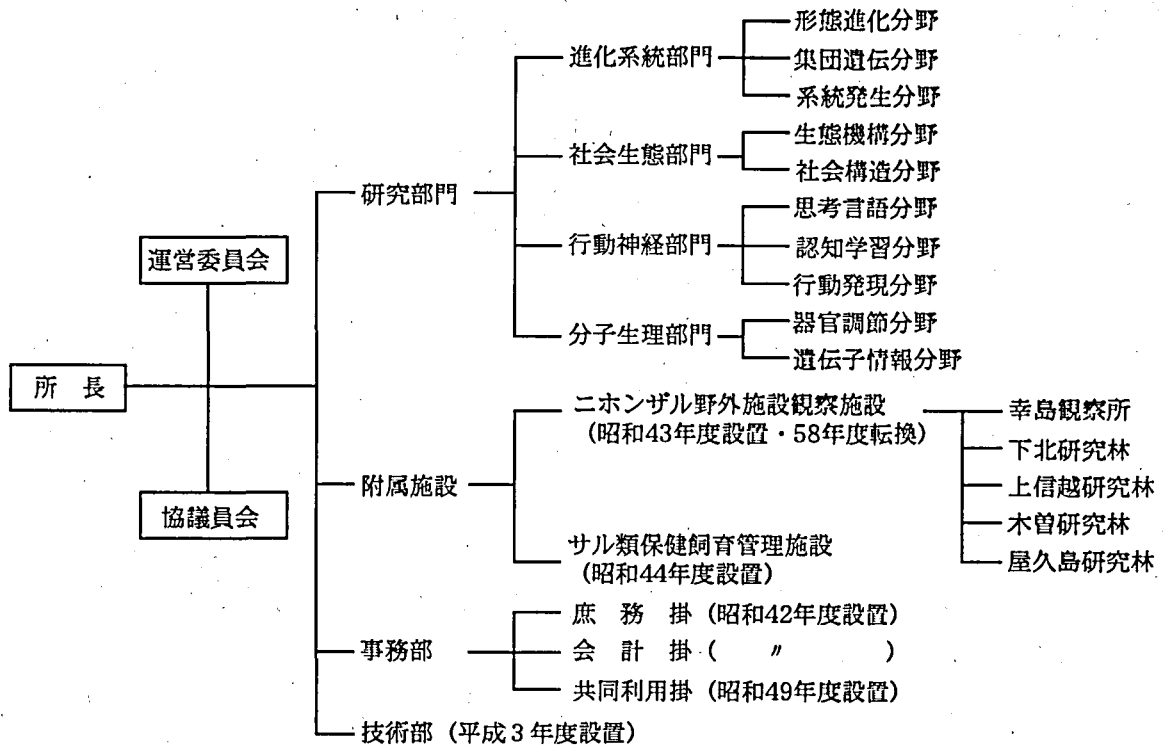 所 長
運営委員会
協議員会
研究部門
進化系統部門
形態進化分野
集団遺伝分野
系統発生分野
社会生態部門
生態機構分野
社会構造分野
行動神経部門
思考言語分野
認知学習分野
行動発現分野
分子生理部門
器官調節分野
遺伝子情報分野
附属施設
ニホンザル野外施設観察施設
(昭和43年度設置・58年度転換)
幸島観察所
下北研究林
上信越研究林
木曽研究林
屋久島研究林
サル類保健飼育管理施設
(昭和44年度設置)
事務部
庶 務 掛 (昭和42年度設置)
会 計 掛 ( 〃 )
共同利用掛 (昭和49年度設置)
技術部 (平成3年度設置)